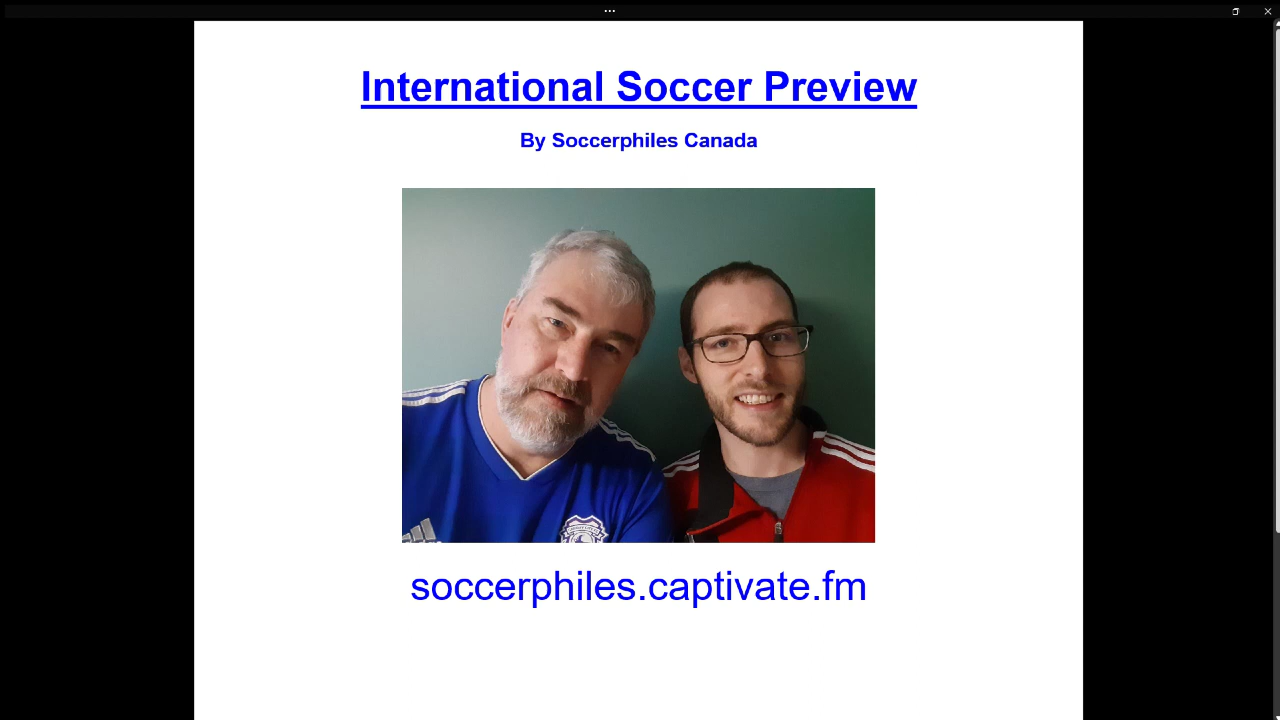 International Soccer Preview
By Soccerphiles Canada
soccerphiles.captivate.fm